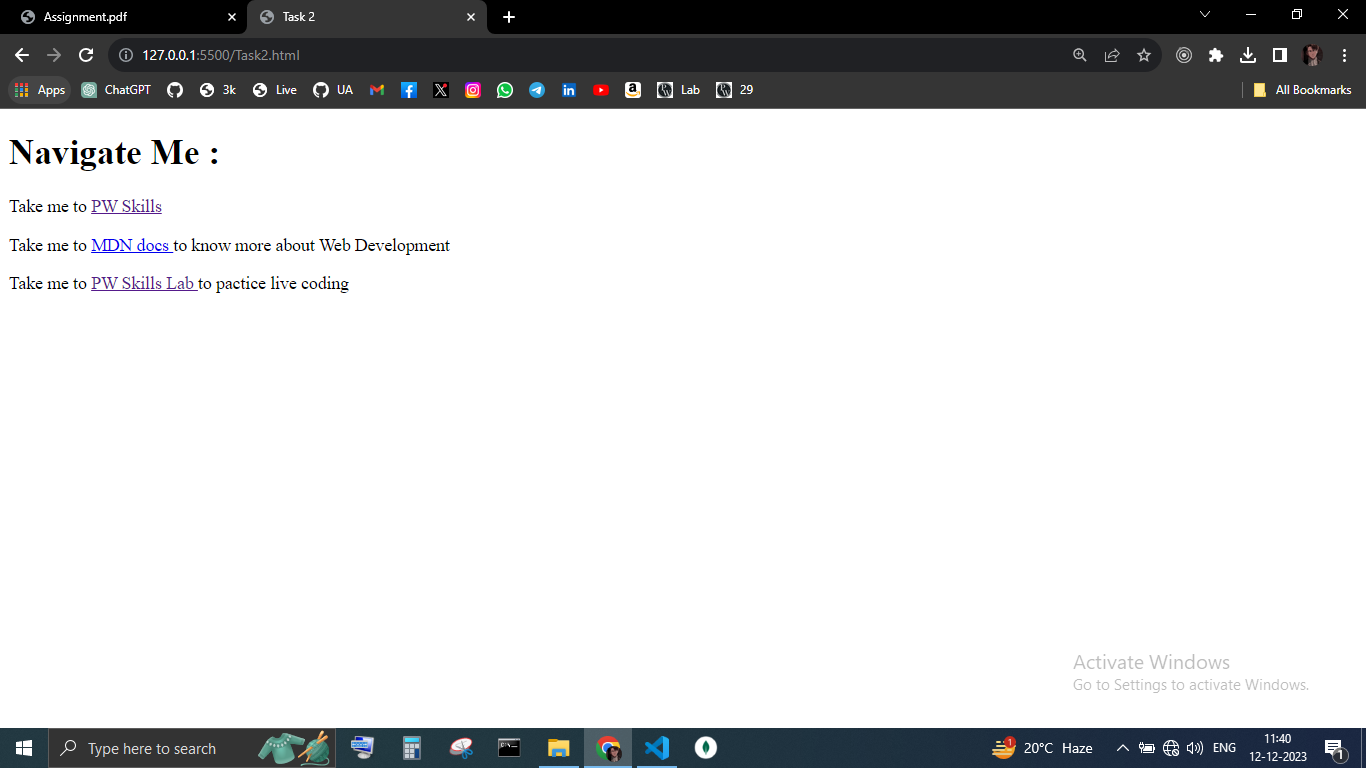 Assignment.pdf
Task 2
127.0.0.1:5500/Task2.html
Apps ChatGPT 3k Live UA Lab 29 All Bookmarks
Navigate Me :
Take me to PW Skills
Take me to MDN docs to know more about Web Development
Take me to PW Skills Lab to pactice live coding
Activate Windows
Go to Settings to activate Windows.
Type here to search
1
20°C Haze
ENG
11:40
12-12-2023
1